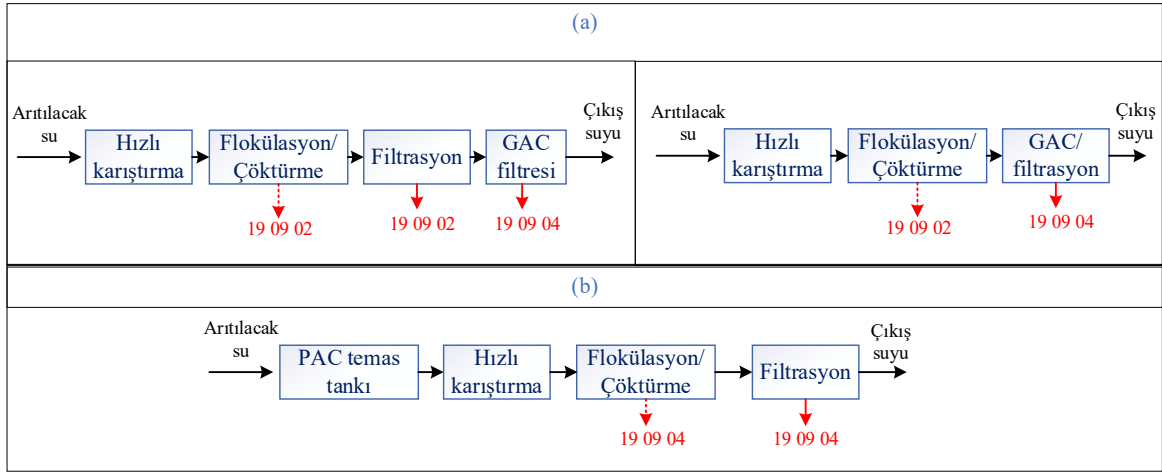 (a)
Arıtılacak
su
Hızlı
karıştırma
Flokülasyon/
Çöktürme
Filtrasyon
GAC
filtresi
Çıkış
suyu
19 09 02
19 09 02
19 09 04
Arıtılacak
su
Hızlı
karıştırma
Flokülasyon/
Çöktürme
GAC/
filtrasyon
Çıkış
suyu
19 09 02
19 09 04
(b)
Arıtılacak
su
PAC temas
tankı
Hızlı
karıştırma
Flokülasyon/
Çöktürme
Filtrasyon
Çıkış
suyu
19 09 04
19 09 04